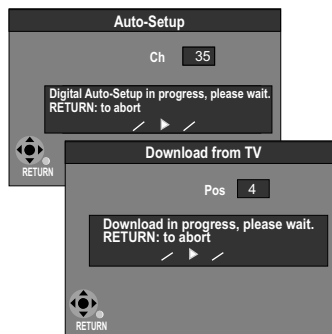 Auto-Setup
Ch 35
Digital Auto-Setup in progress, please wait.
RETURN: to abort
RETURN
Download from TV
Pos 4
Download in progress, please wait.
RETURN: to abort
RETURN